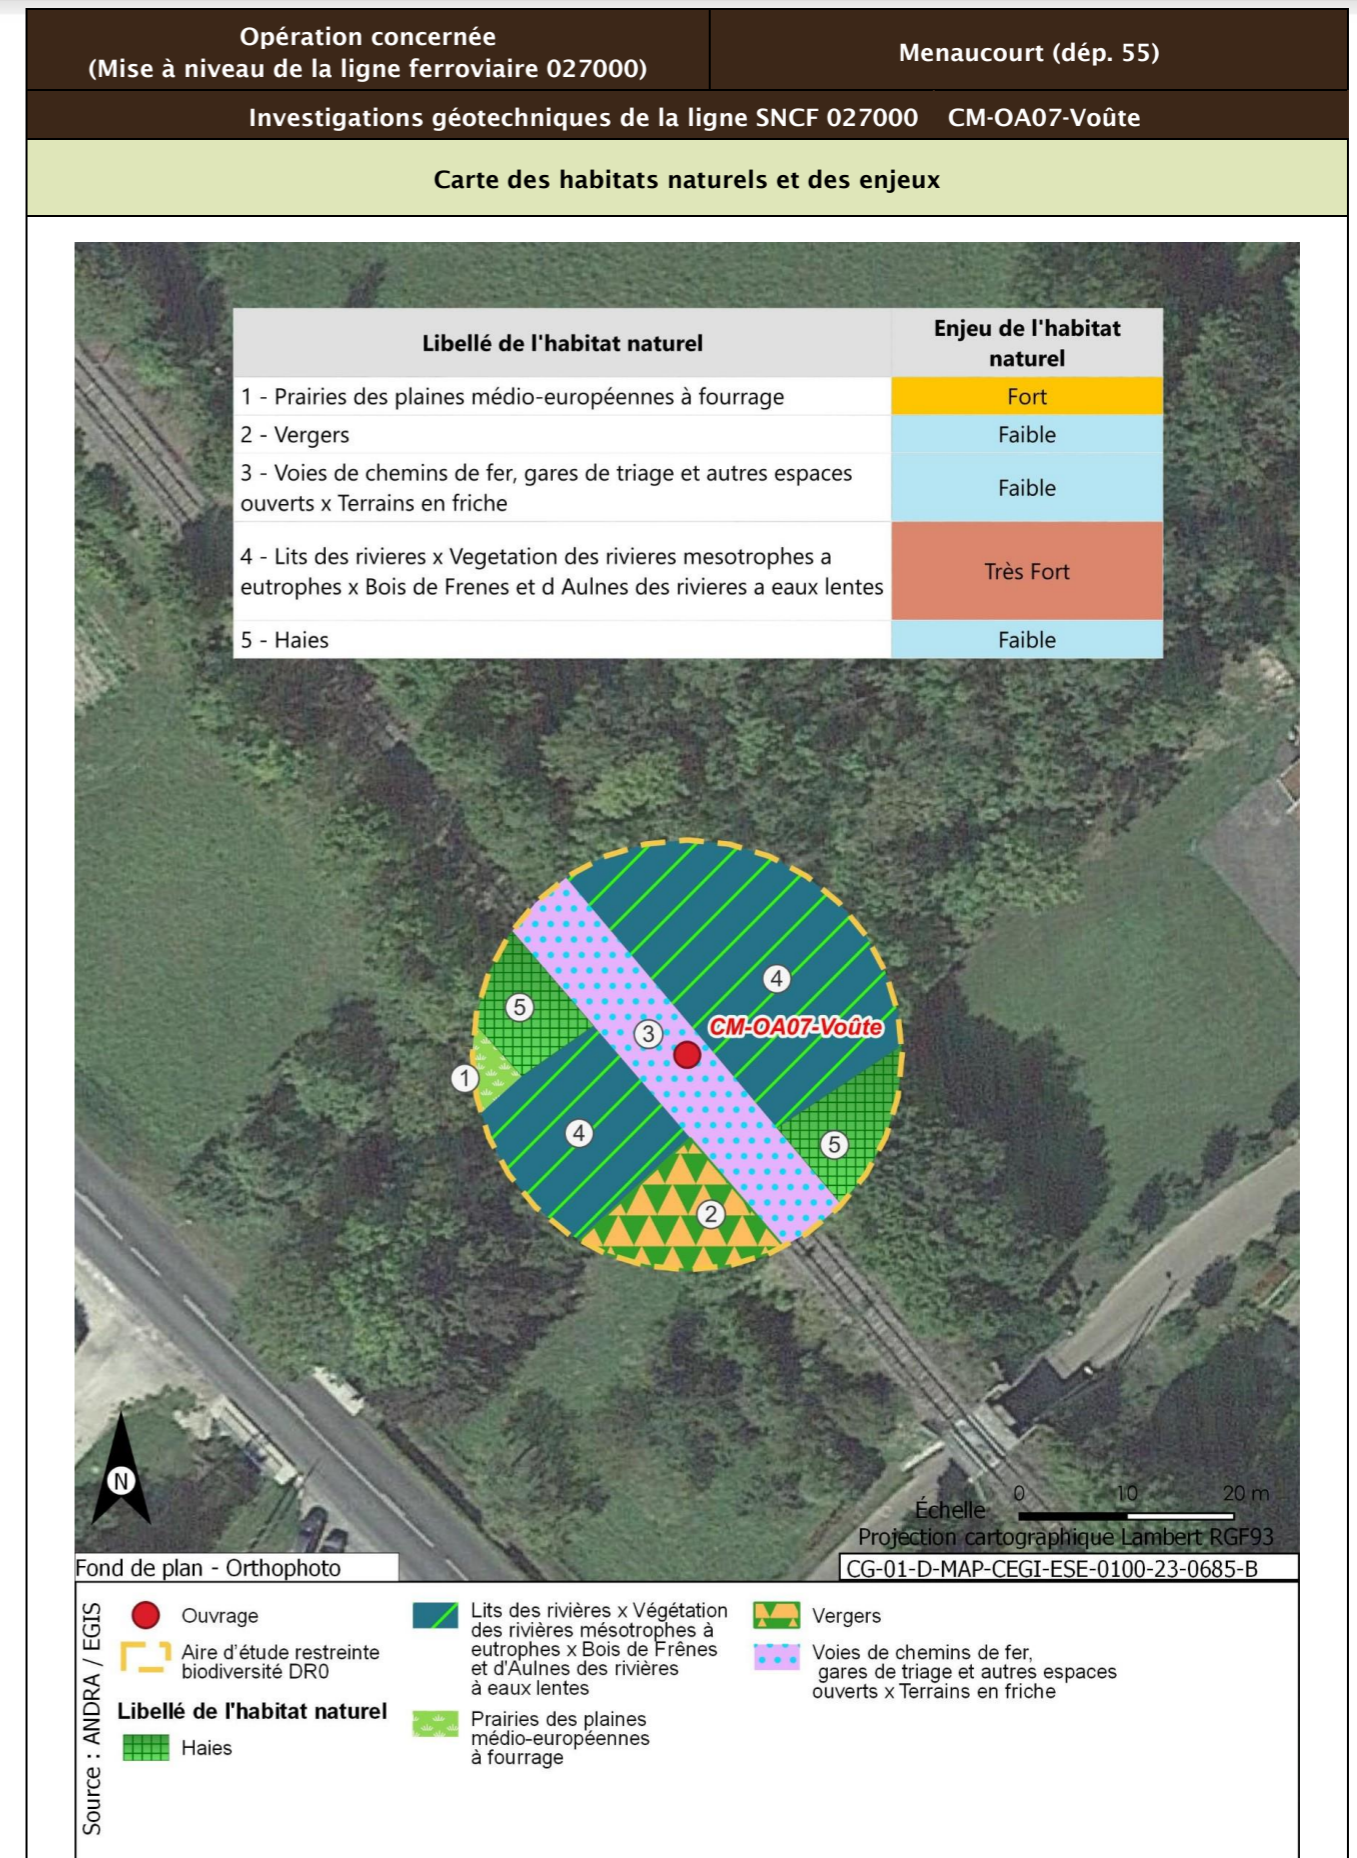 Opération concernée
(Mise à niveau de la ligne ferroviaire 027000)
Menaucourt (dép. 55)
Investigations géotechniques de la ligne SNCF 027000 CM-OA07-Voûte
Carte des habitats naturels et des enjeux
Libellé de l'habitat naturel
Enjeu de l'habitat
naturel
1 - Prairies des plaines médio-européennes à fourrage
Fort
2 - Vergers
Faible
3 - Voies de chemins de fer, gares de triage et autres espaces
ouverts x Terrains en friche
Faible
4 - Lits des rivieres x Vegetation des rivieres mesotrophes a
eutrophes x Bois de Frenes et d Aulnes des rivieres a eaux lentes
Très Fort
5 - Haies
Faible
4
5
3
CM-OA07-Voûte
1
4
5
2
N
0 10 20 m
Échelle
Projection cartographique Lambert RGF93
Fond de plan - Orthophoto
CG-01-D-MAP-CEGI-ESE-0100-23-0685-B
Source : ANDRA / EGIS
Ouvrage
Aire d'étude restreinte
biodiversité DR0
Libellé de l'habitat naturel
Haies
Lits des rivières x Végétation
des rivières mésotrophes à
eutrophes x Bois de Frênes
et d'Aulnes des rivières
à eaux lentes
Prairies des plaines
médio-européennes
à fourrage
Vergers
Voies de chemins de fer,
gares de triage et autres espaces
ouverts x Terrains en friche